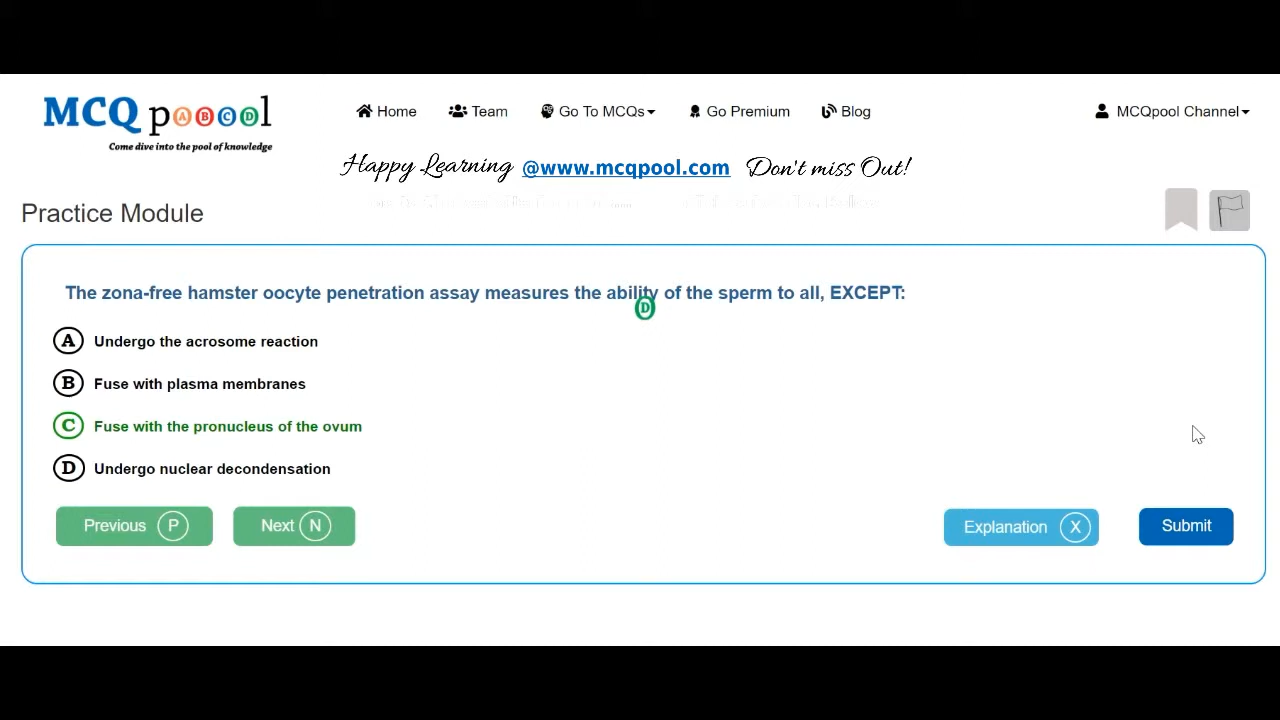 MCQ pABCDl
Come dive into the pool of knowledge
Home Team Go To MCQs Go Premium Blog MCQpool Channel
Happy Learning @www.mcqpool.com Don't miss Out!
Practice Module
The zona-free hamster oocyte penetration assay measures the ability of the sperm to all, EXCEPT:
D
A Undergo the acrosome reaction
B Fuse with plasma membranes
C Fuse with the pronucleus of the ovum
D Undergo nuclear decondensation
Previous P Next N Explanation X Submit